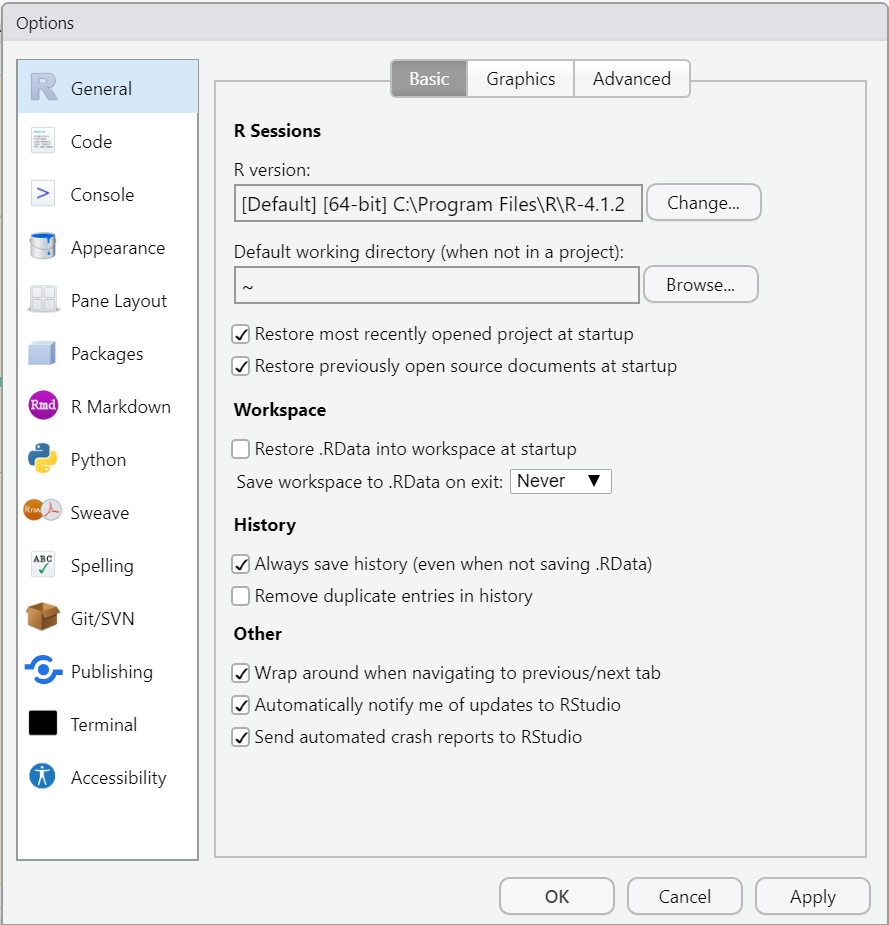 Options
General
Code
Console
Appearance
Pane Layout
Packages
Rmd R Markdown
Python
Rnw Sweave
ABC Spelling
Git/SVN
Publishing
Terminal
Accessibility
Basic Graphics Advanced
R Sessions
R version:
[Default] [64-bit] C:\Program Files\R\R-4.1.2 Change...
Default working directory (when not in a project):
~ Browse...
Restore most recently opened project at startup
Restore previously open source documents at startup
Workspace
Restore .RData into workspace at startup
Save workspace to .RData on exit: Never
History
Always save history (even when not saving .RData)
Remove duplicate entries in history
Other
Wrap around when navigating to previous/next tab
Automatically notify me of updates to RStudio
Send automated crash reports to RStudio
OK Cancel Apply